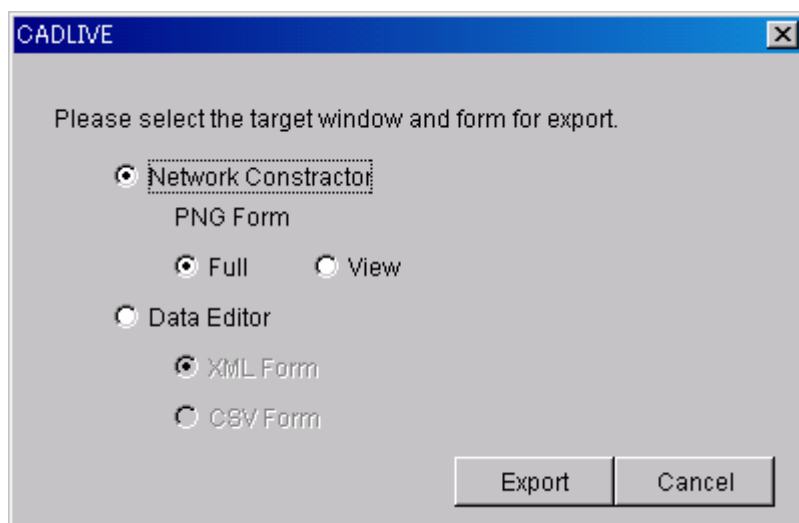 CADLIVE
Please select the target window and form for export.
Network Constractor
PNG Form
Full View
Data Editor
XML Form
CSV Form
Export Cancel